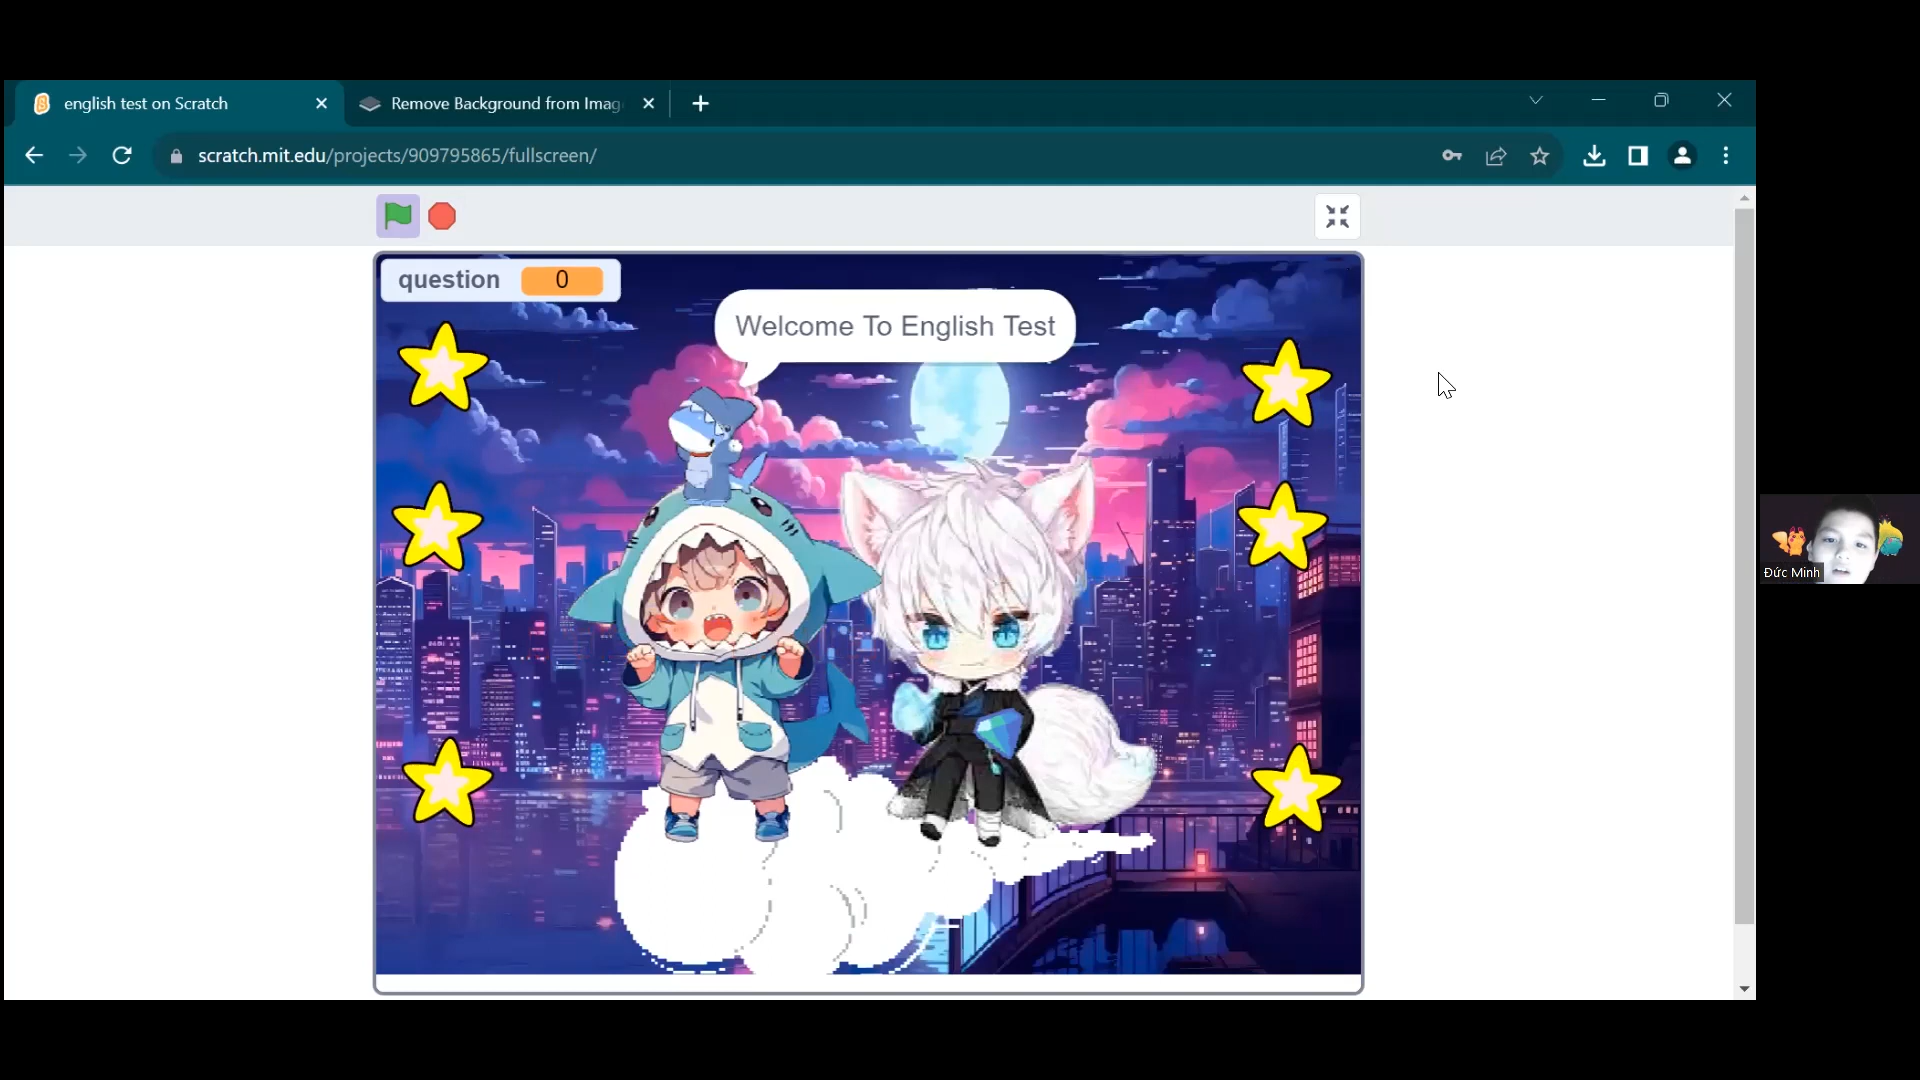 english test on Scratch
Remove Background from Imag
scratch.mit.edu/projects/909795865/fullscreen/
question 0
Welcome To English Test
Đức Minh